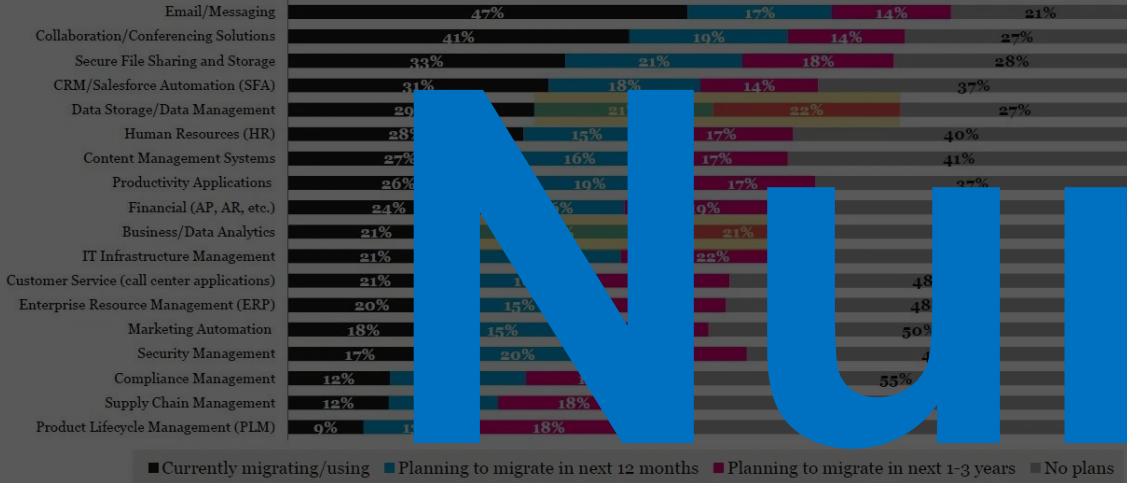 Email/Messaging 47% 17% 14% 21%
Collaboration/Conferencing Solutions 41% 19% 14% 27%
Secure File Sharing and Storage 33% 21% 18% 28%
CRM/Salesforce Automation (SFA) 31% 18% 14% 37%
Data Storage/Data Management 22% 27%
Human Resources (HR) 15% 17% 40%
Content Management Systems 27% 16% 17% 41%
Productivity Applications 26% 19% 17% 37%
Financial (AP, AR, etc.) 24%
Business/Data Analytics 21% 21%
IT Infrastructure Management 21% 22%
Customer Service (call center applications) 21%
Enterprise Resource Management (ERP) 20% 15%
Marketing Automation 18% 15% 50%
Security Management 17% 20%
Compliance Management 12% 55%
Supply Chain Management 12% 18%
Product Lifecycle Management (PLM) 9% 18%
Nu
Currently migrating/using Planning to migrate in next 12 months Planning to migrate in next 1-3 years No plans